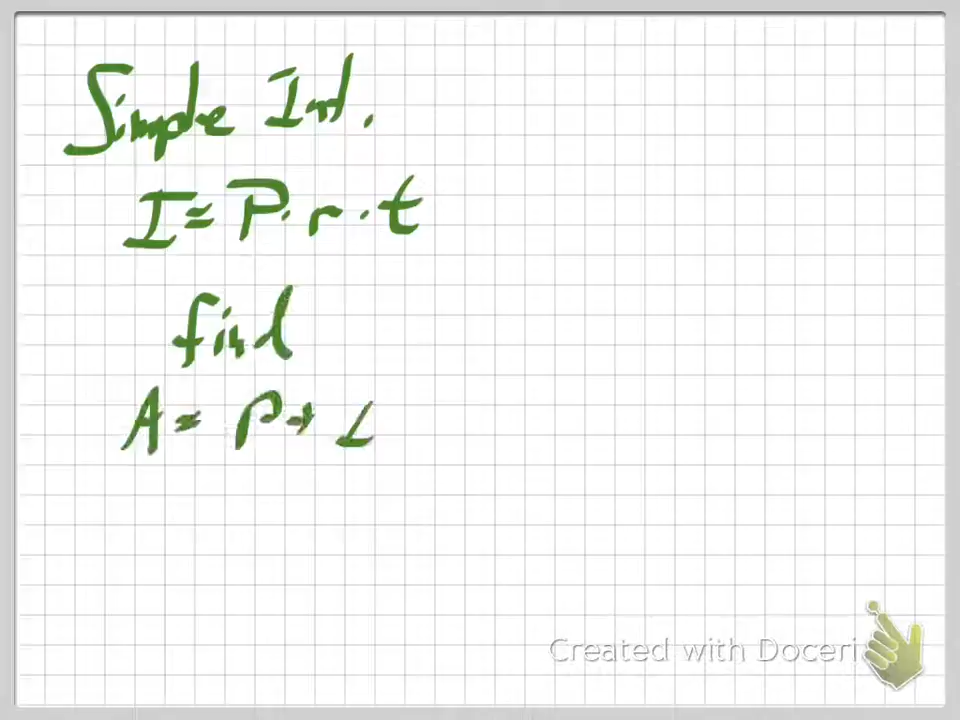 Simple Int.
I = P · r · t
find
A = P + I
Created with Doceri